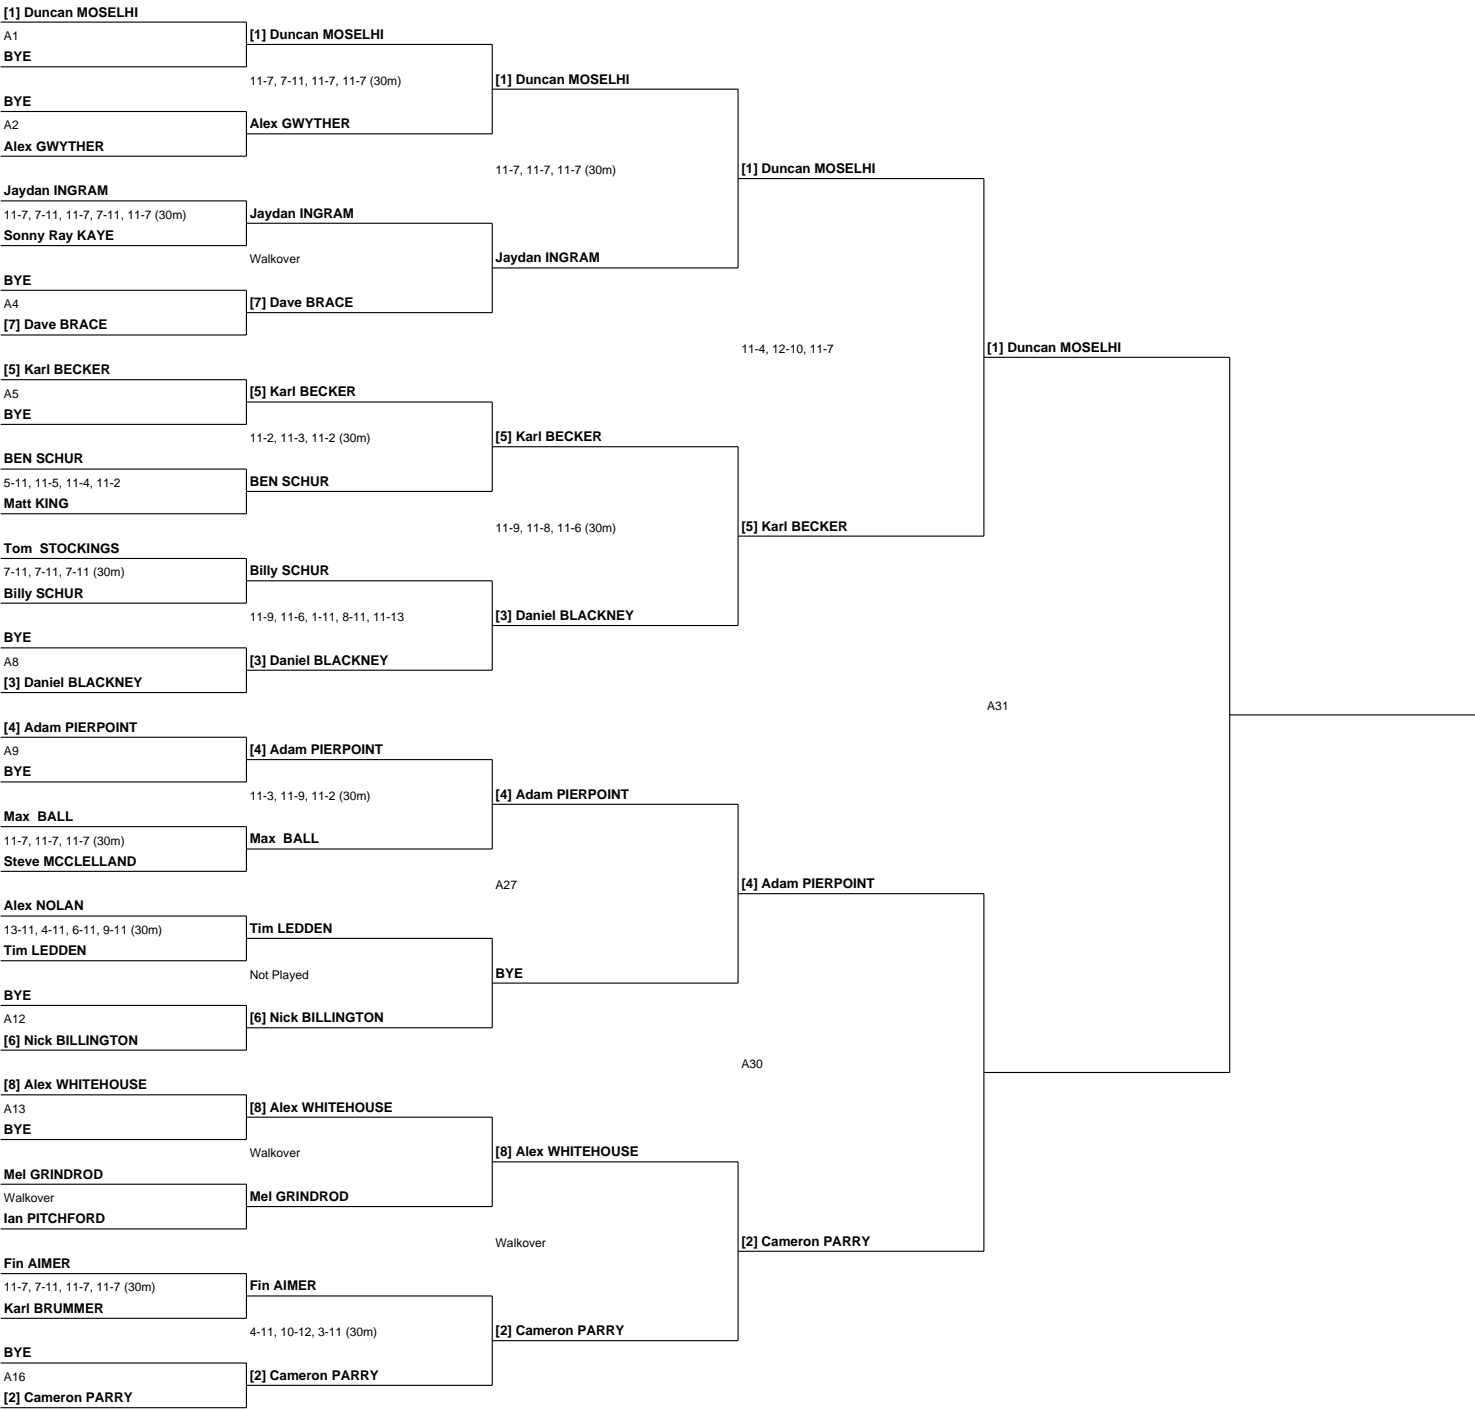 [1] Duncan MOSELHI
A1
BYE
BYE
A2
Alex GWYTHER
Jaydan INGRAM
11-7, 7-11, 11-7, 7-11, 11-7 (30m)
Sonny Ray KAYE
BYE
A4
[7] Dave BRACE
[5] Karl BECKER
A5
BYE
BEN SCHUR
5-11, 11-5, 11-4, 11-2
Matt KING
Tom  STOCKINGS
7-11, 7-11, 7-11 (30m)
Billy SCHUR
BYE
A8
[3] Daniel BLACKNEY
[4] Adam PIERPOINT
A9
BYE
Max  BALL
11-7, 11-7, 11-7 (30m)
Steve MCCLELLAND
Alex NOLAN
13-11, 4-11, 6-11, 9-11 (30m)
Tim LEDDEN
BYE
A12
[6] Nick BILLINGTON
[8] Alex WHITEHOUSE
A13
BYE
Mel GRINDROD
Walkover
Ian PITCHFORD
Fin AIMER
11-7, 7-11, 11-7, 11-7 (30m)
Karl BRUMMER
BYE
A16
[2] Cameron PARRY
[1] Duncan MOSELHI
11-7, 7-11, 11-7, 11-7 (30m)
Alex GWYTHER
Jaydan INGRAM
Walkover
[7] Dave BRACE
[5] Karl BECKER
11-2, 11-3, 11-2 (30m)
BEN SCHUR
Billy SCHUR
11-9, 11-6, 1-11, 8-11, 11-13
[3] Daniel BLACKNEY
[4] Adam PIERPOINT
11-3, 11-9, 11-2 (30m)
Max  BALL
Tim LEDDEN
Not Played
[6] Nick BILLINGTON
[8] Alex WHITEHOUSE
Walkover
Mel GRINDROD
Fin AIMER
4-11, 10-12, 3-11 (30m)
[2] Cameron PARRY
[1] Duncan MOSELHI
11-7, 11-7, 11-7 (30m)
Jaydan INGRAM
[5] Karl BECKER
11-9, 11-8, 11-6 (30m)
[3] Daniel BLACKNEY
[4] Adam PIERPOINT
A27
BYE
[8] Alex WHITEHOUSE
Walkover
[2] Cameron PARRY
[1] Duncan MOSELHI
11-4, 12-10, 11-7
[5] Karl BECKER
[4] Adam PIERPOINT
A30
[2] Cameron PARRY
[1] Duncan MOSELHI
A31